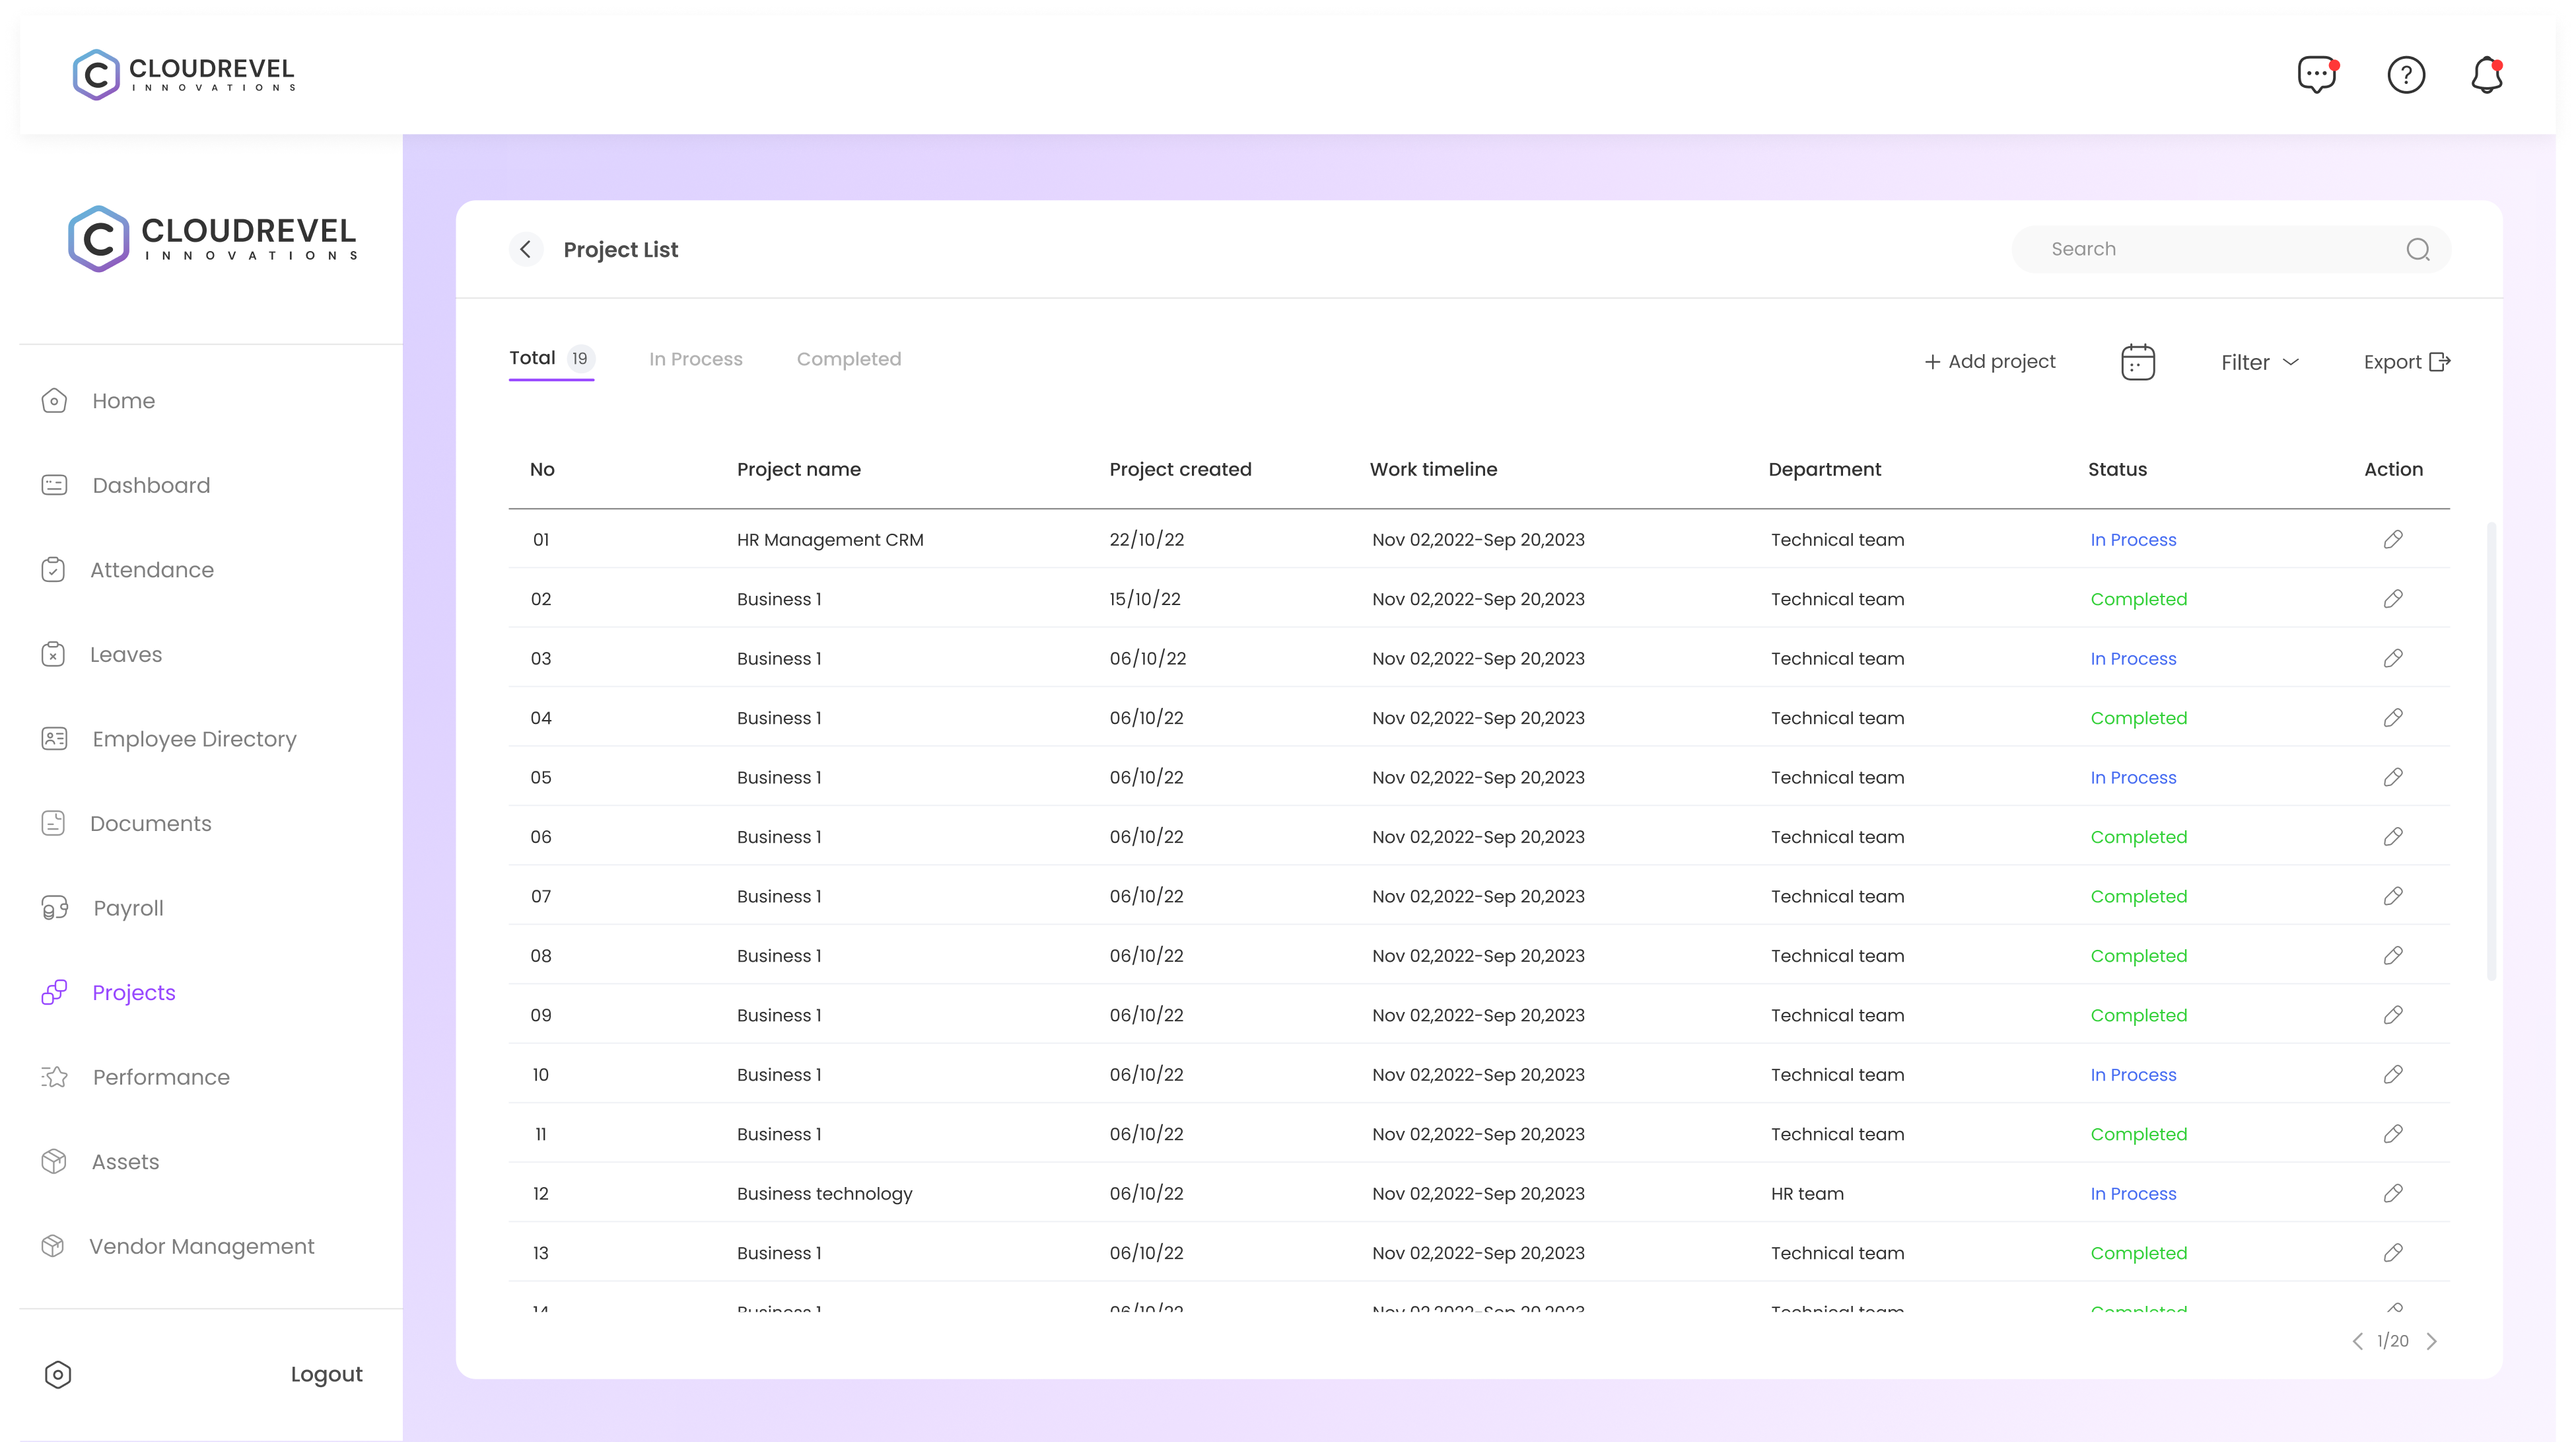 CLOUDREVEL
INNOVATIONS
CLOUDREVEL
INNOVATIONS
Home
Dashboard
Attendance
Leaves
Employee Directory
Documents
Payroll
Projects
Performance
Assets
Vendor Management
Logout
Project List
Search
Total 19 In Process Completed
+ Add project Filter Export
No Project name Project created Work timeline Department Status Action
01 HR Management CRM 22/10/22 Nov 02,2022-Sep 20,2023 Technical team In Process
02 Business 1 15/10/22 Nov 02,2022-Sep 20,2023 Technical team Completed
03 Business 1 06/10/22 Nov 02,2022-Sep 20,2023 Technical team In Process
04 Business 1 06/10/22 Nov 02,2022-Sep 20,2023 Technical team Completed
05 Business 1 06/10/22 Nov 02,2022-Sep 20,2023 Technical team In Process
06 Business 1 06/10/22 Nov 02,2022-Sep 20,2023 Technical team Completed
07 Business 1 06/10/22 Nov 02,2022-Sep 20,2023 Technical team Completed
08 Business 1 06/10/22 Nov 02,2022-Sep 20,2023 Technical team Completed
09 Business 1 06/10/22 Nov 02,2022-Sep 20,2023 Technical team Completed
10 Business 1 06/10/22 Nov 02,2022-Sep 20,2023 Technical team In Process
11 Business 1 06/10/22 Nov 02,2022-Sep 20,2023 Technical team Completed
12 Business technology 06/10/22 Nov 02,2022-Sep 20,2023 HR team In Process
13 Business 1 06/10/22 Nov 02,2022-Sep 20,2023 Technical team Completed
14 Business 1 06/10/22 Nov 02,2022-Sep 20,2023 Technical team Completed
1/20